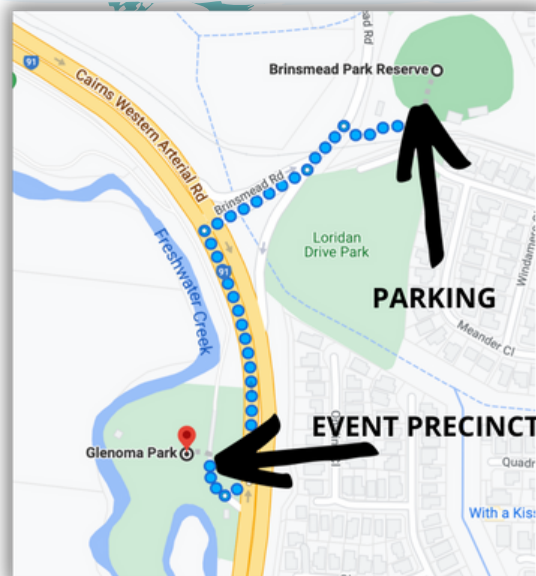 Brinsmead Park Reserve
91
Cairns Western Arterial Rd
Brinsmead Rd
Loridan
Drive Park
91
Freshwater Creek
PARKING
Meander Cl
EVENT PRECINCT
Glenoma Park
With a Kis